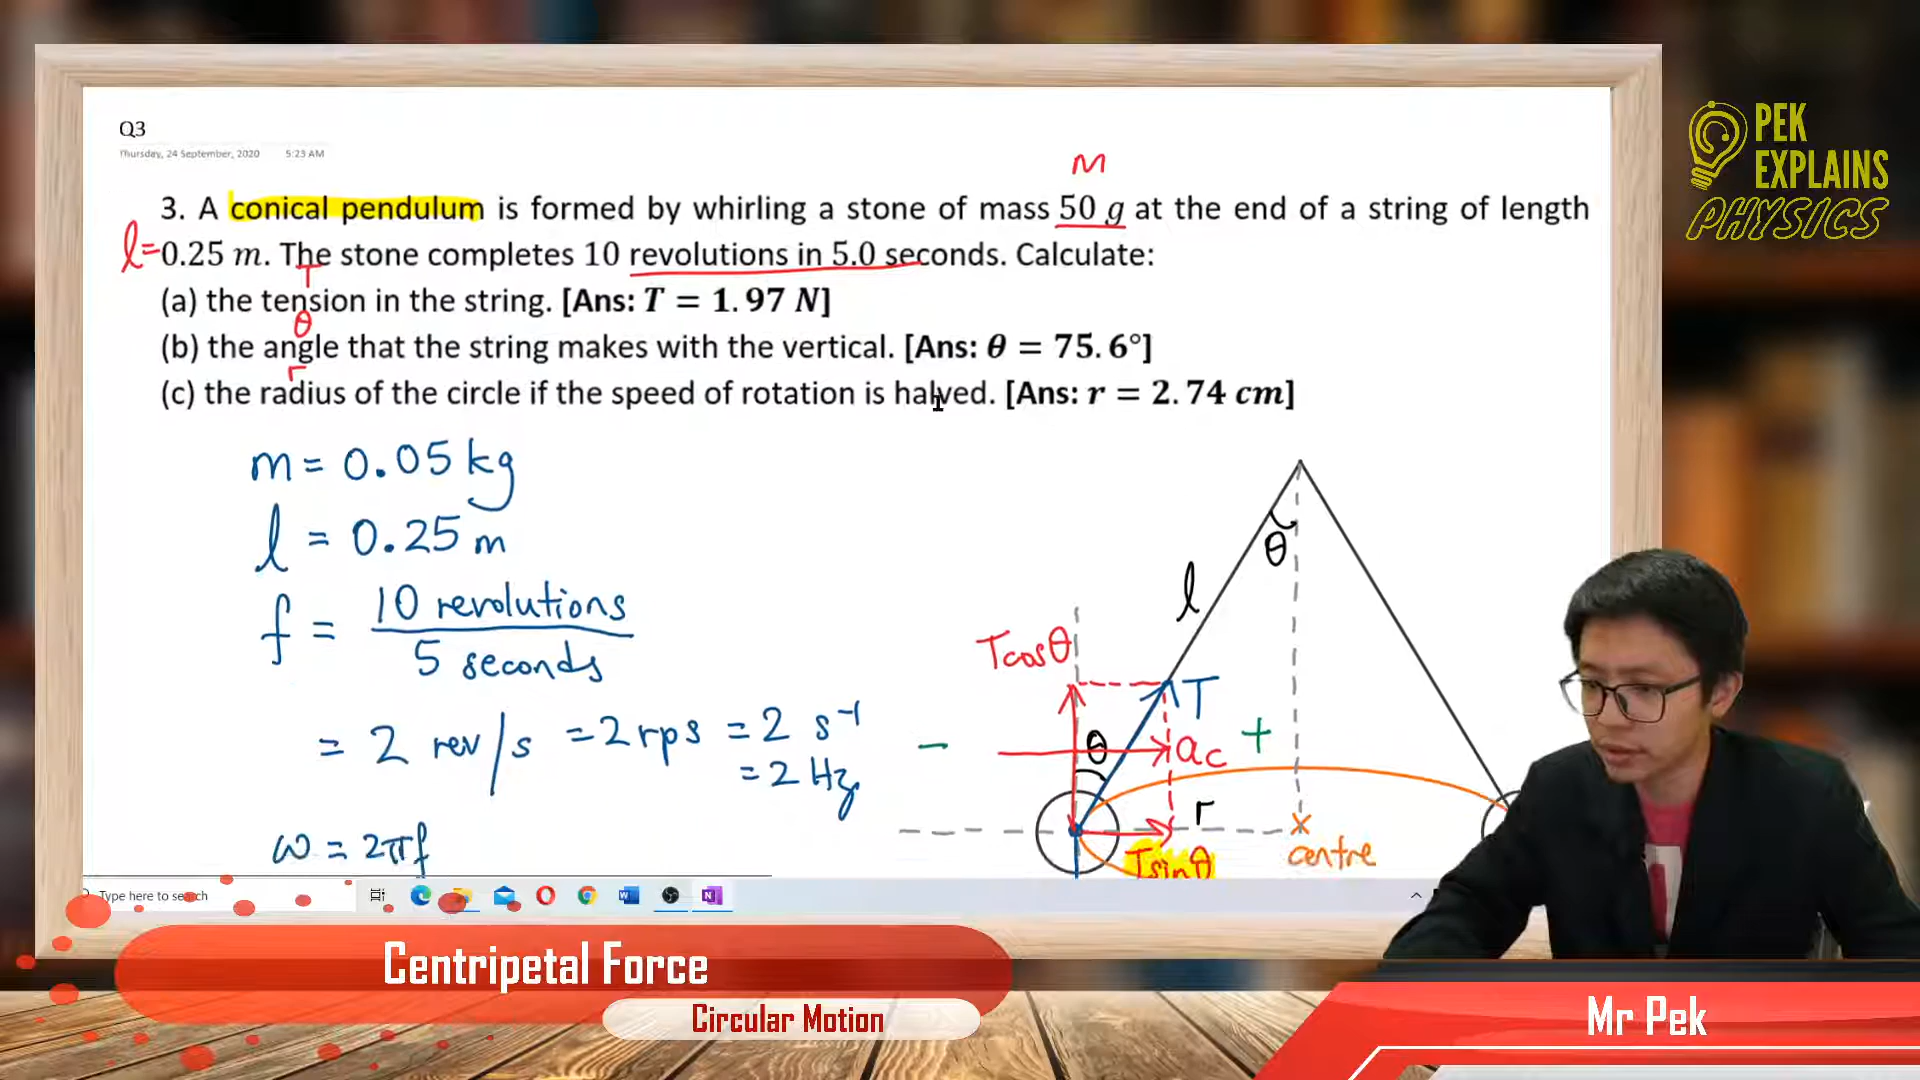 PEK
EXPLAINS
PHYSICS
Q3
Thursday, 24 September, 2020 5:23 AM
m
3. A conical pendulum is formed by whirling a stone of mass 50 g at the end of a string of length
l=
0.25 m. The stone completes 10 revolutions in 5.0 seconds. Calculate:
T
(a) the tension in the string. [Ans: T = 1.97 N]
θ
(b) the angle that the string makes with the vertical. [Ans: θ = 75.6°]
r
(c) the radius of the circle if the speed of rotation is halved. [Ans: r = 2.74 cm]
m = 0.05 kg
l = 0.25 m
f = 10 revolutions
5 seconds
= 2 rev/s = 2 rps = 2 s⁻¹
= 2 Hz
ω = 2πf
θ
l
Tcosθ
T
θ
ac
+
−
r
×
centre
Tsinθ
Type here to search
Centripetal Force
Circular Motion
Mr Pek